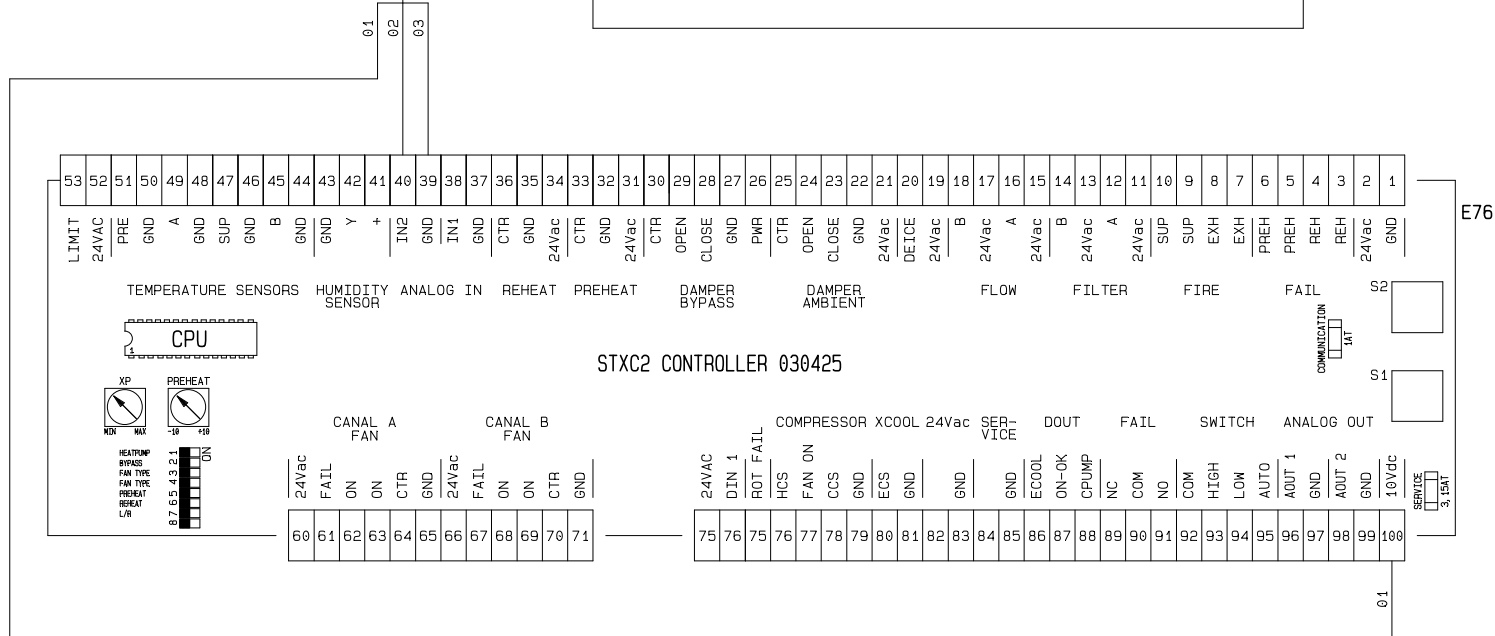 01 02 03
53 52 51 50 49 48 47 46 45 44 43 42 41 40 39 38 37 36 35 34 33 32 31 30 29 28 27 26 25 24 23 22 21 20 19 18 17 16 15 14 13 12 11 10 9 8 7 6 5 4 3 2 1
E76
LIMIT 24VAC PRE GND A GND SUP GND B GND GND Y + IN2 GND IN1 GND CTR GND 24Vac CTR GND 24Vac CTR OPEN CLOSE GND PWR CTR OPEN CLOSE GND 24Vac DEICE 24Vac B 24Vac A 24Vac B 24Vac A 24Vac SUP SUP EXH EXH PREH PREH REH REH 24Vac GND
TEMPERATURE SENSORS HUMIDITY ANALOG IN REHEAT PREHEAT DAMPER DAMPER FLOW FILTER FIRE FAIL S2
SENSOR BYPASS AMBIENT
CPU
1
COMMUNICATION
1AT
STXC2 CONTROLLER 030425
S1
XP PREHEAT
MIN MAX -10 +10
CANAL A CANAL B COMPRESSOR XCOOL 24Vac SER- DOUT FAIL SWITCH ANALOG OUT
FAN FAN VICE
HEATPUMP 1 ON
BYPASS 2
FAN TYPE 3
FAN TYPE 4
PREHEAT 5
REHEAT 6
L/R 7
8
24Vac FAIL ON ON CTR GND 24Vac FAIL ON ON CTR GND
24VAC DIN 1 ROT FAIL HCS FAN ON CCS GND ECS GND GND GND ECOOL ON-OK CPUMP NC COM NO COM HIGH LOW AUTO AOUT 1 GND AOUT 2 GND 10Vdc
SERVICE
3,15AT
60 61 62 63 64 65 66 67 68 69 70 71
75 76 75 76 77 78 79 80 81 82 83 84 85 86 87 88 89 90 91 92 93 94 95 96 97 98 99 100
01